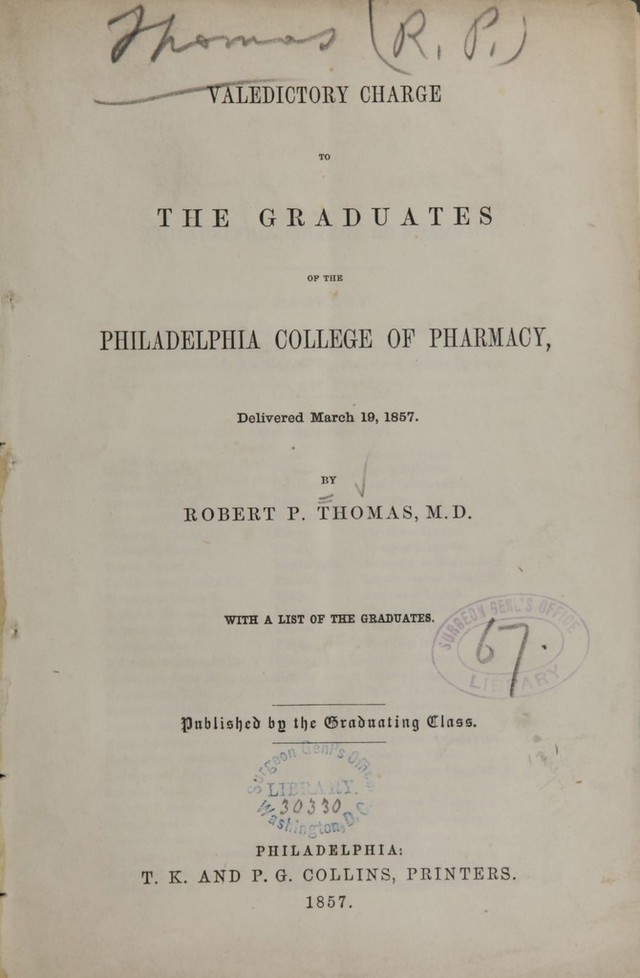 Thomas (R. P.)
VALEDICTORY CHARGE
TO
THE GRADUATES
OF THE
PHILADELPHIA COLLEGE OF PHARMACY,
Delivered March 19, 1857.
BY
ROBERT P. THOMAS, M.D.
WITH A LIST OF THE GRADUATES.
SURGEON GENL'S OFFICE
67.
LIBRARY
Published by the Graduating Class.
Surgeon Genl's Office
LIBRARY.
30330
Washington, D.C.
PHILADELPHIA:
T. K. AND P. G. COLLINS, PRINTERS.
1857.